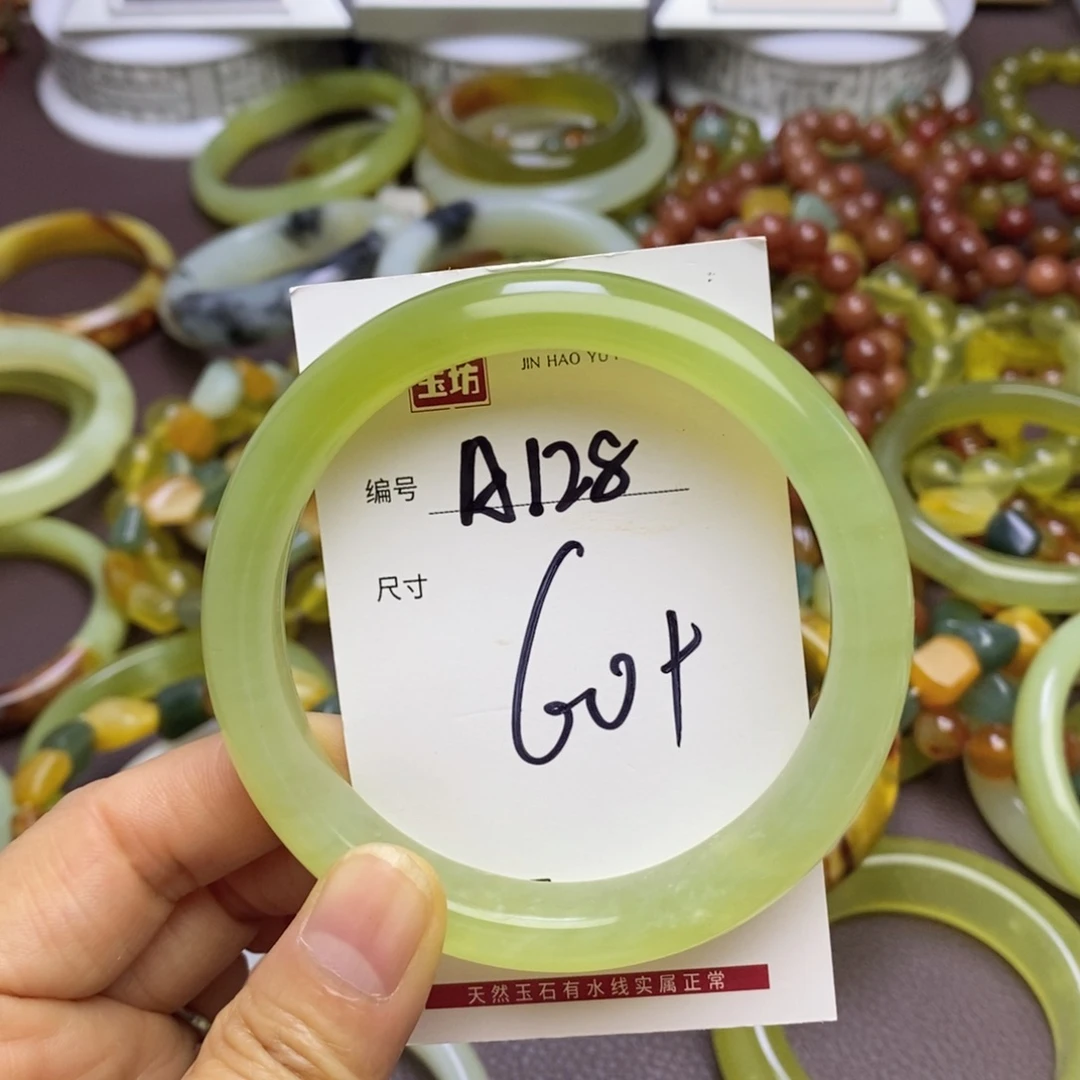 玉坊
JIN HAO YU
编号 A128
尺寸
60+
天然玉石有水线实属正常